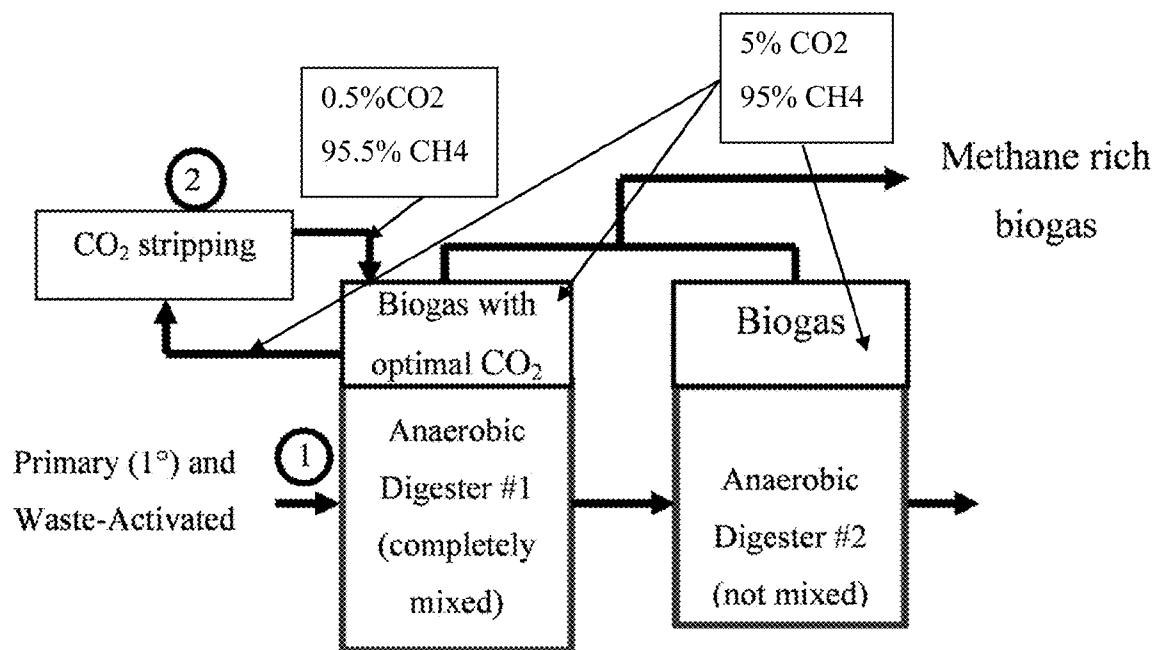 5% CO2
95% CH4
0.5%CO2
95.5% CH4
Methane rich
biogas
2
CO₂ stripping
Biogas with
optimal CO₂
Biogas
1
Primary (1°) and
Waste-Activated
Anaerobic
Digester #1
(completely
mixed)
Anaerobic
Digester #2
(not mixed)